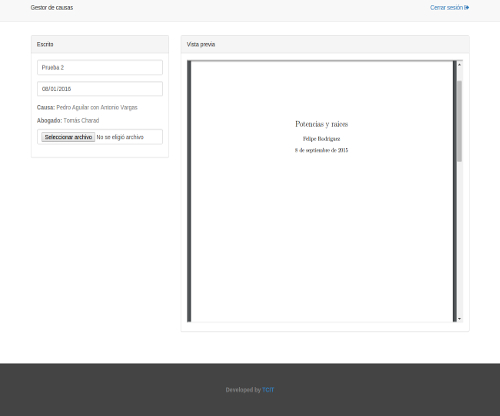 Gestor de causas
Cerrar sesión
Escrito
Prueba 2
08/01/2016
Causa: Pedro Aguilar con Antonio Vargas
Abogado: Tomás Charad
Seleccionar archivo No se eligió archivo
Vista previa
Potencias y raíces
Felipe Rodríguez
8 de septiembre de 2015
Developed by TCIT